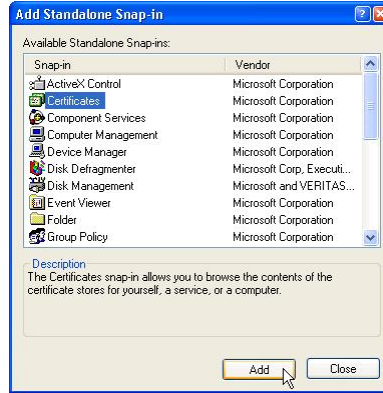 Add Standalone Snap-in
Available Standalone Snap-ins:
Snap-in Vendor
ActiveX Control Microsoft Corporation
Certificates Microsoft Corporation
Component Services Microsoft Corporation
Computer Management Microsoft Corporation
Device Manager Microsoft Corporation
Disk Defragmenter Microsoft Corp, Executi...
Disk Management Microsoft and VERITAS...
Event Viewer Microsoft Corporation
Folder Microsoft Corporation
Group Policy Microsoft Corporation
Description
The Certificates snap-in allows you to browse the contents of the
certificate stores for yourself, a service, or a computer.
Add Close